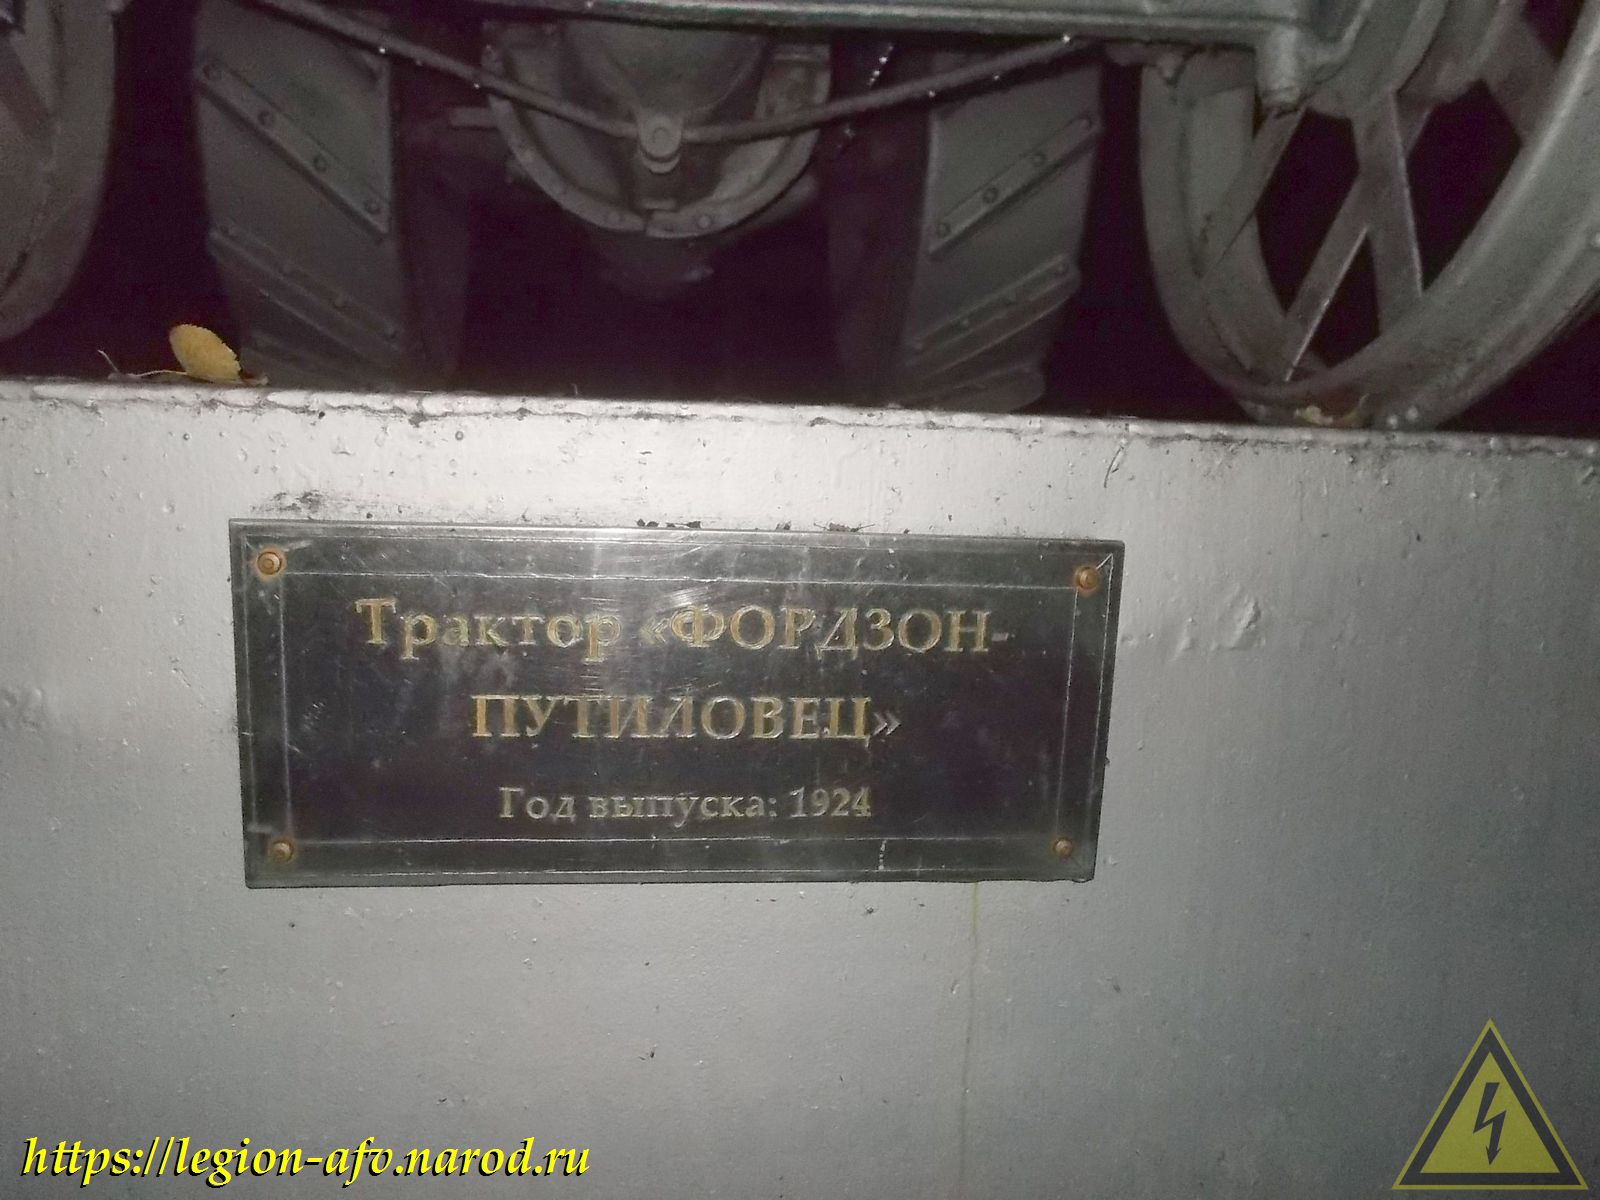 Трактор «ФОРДЗОН-
ПУТИЛОВЕЦ»
Год выпуска: 1924
https://legion-afv.narod.ru